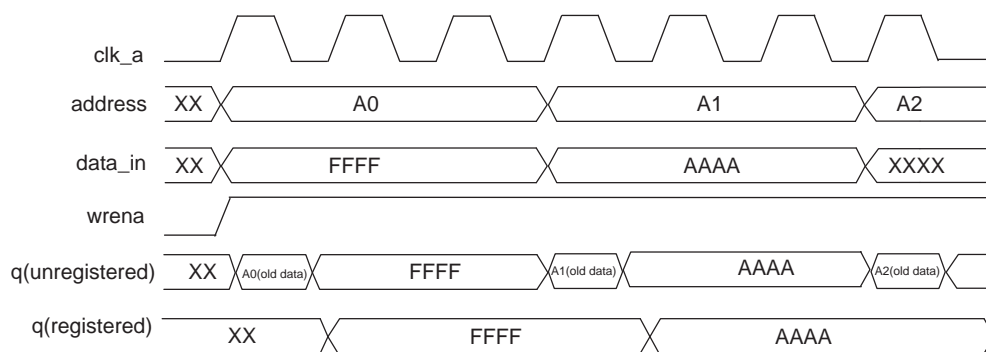 clk_a
address XX A0 A1 A2
data_in XX FFFF AAAA XXXX
wrena
q(unregistered) XX A0(old data) FFFF A1(old data) AAAA A2(old data)
q(registered) XX FFFF AAAA